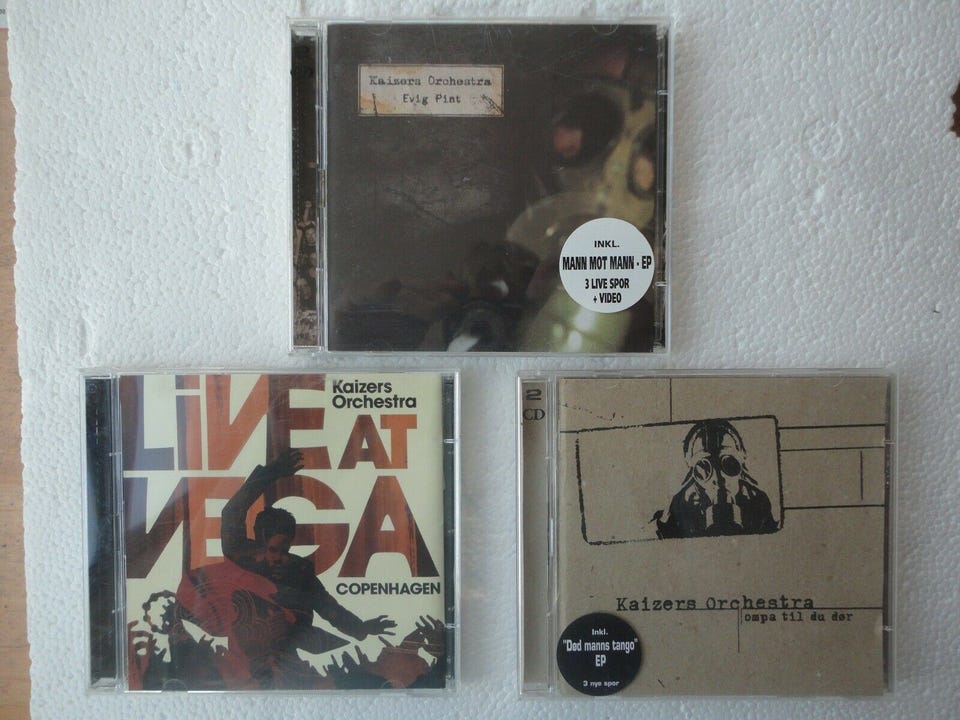 Kaizers Orchestra
Evig Pint
INKL.
MANN MOT MANN - EP
3 LIVE SPOR
+ VIDEO
LiVE AT
VEGA
Kaizers
Orchestra
COPENHAGEN
2
CD
Kaizers Orchestra
ompa til du dør
Inkl.
"Død manns tango"
EP
3 nye spor